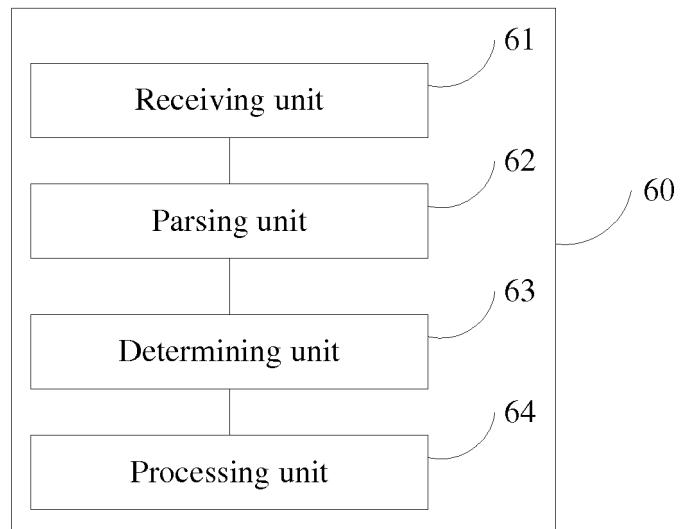 61
Receiving unit
62
Parsing unit
60
63
Determining unit
64
Processing unit